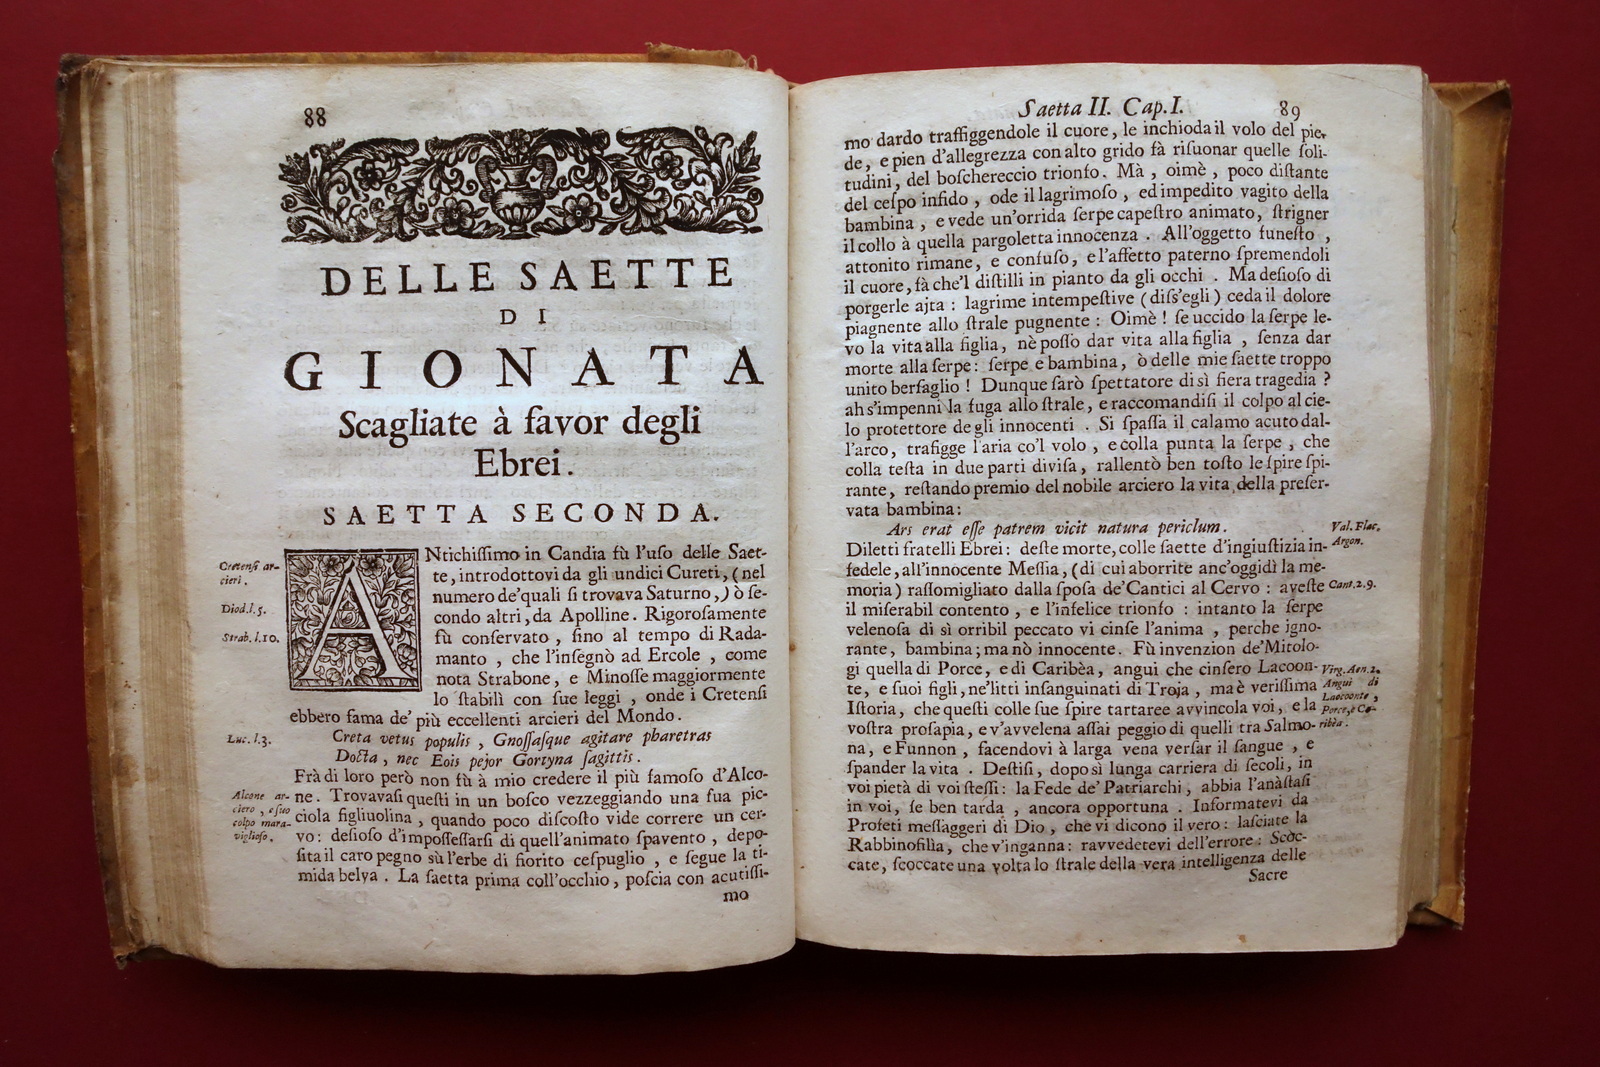 88
DELLE SAETTE
DI
GIONATA
Scagliate à favor degli
Ebrei.
SAETTA SECONDA.
Cretensi ar-
cieri.
Diod.l.5.
Strab.l.10.
ANtichiſſimo in Candia fù l'uſo delle Saet-
te, introdottovi da gli undici Cureti, (nel
numero de'quali ſi trovava Saturno,) ò ſe-
condo altri, da Apolline. Rigoroſamente
fù conſervato, ſino al tempo di Rada-
manto, che l'inſegnò ad Ercole, come
nota Strabone, e Minoſſe maggiormente
lo ſtabilì con ſue leggi, onde i Cretenſi
ebbero fama de' più eccellenti arcieri del Mondo.
Luc.l.3.
Creta vetus populis, Gnoſſaſque agitare pharetras
Docta, nec Eois pejor Gortyna ſagittis.
Frà di loro però non fù à mio credere il più famoſo d'Alco-
Alcone ar-
ciero, e ſuo
colpo mara-
viglioſo.
ne. Trovavaſi queſti in un boſco vezzeggiando una ſua pic-
ciola figliuolina, quando poco diſcoſto vide correre un cer-
vo: deſioſo d'impoſſeſſarſi di quell'animato ſpavento, depo-
ſita il caro pegno sù l'erbe di fiorito ceſpuglio, e ſegue la ti-
mida belva. La ſaetta prima coll'occhio, poſcia con acutiſſi-
mo
Saetta II. Cap.I. 89
mo dardo traffiggendole il cuore, le inchioda il volo del pie-
de, e pien d'allegrezza con alto grido fà riſuonar quelle ſoli-
tudini, del boſchereccio trionfo. Mà, oimè, poco diſtante
del ceſpo infido, ode il lagrimoſo, ed impedito vagito della
bambina, e vede un'orrida ſerpe capeſtro animato, ſtrigner
il collo à quella pargoletta innocenza. All'oggetto funeſto,
attonito rimane, e confuſo, e l'affetto paterno ſpremendoli
il cuore, fà che'l diſtilli in pianto da gli occhi. Ma deſioſo di
porgerle ajta: lagrime intempeſtive (diſs'egli) ceda il dolore
piagnente allo ſtrale pugnente: Oimè! ſe uccido la ſerpe le-
vo la vita alla figlia, nè poſſo dar vita alla figlia, ſenza dar
morte alla ſerpe: ſerpe e bambina, ò delle mie ſaette troppo
unito berſaglio! Dunque ſarò ſpettatore di sì fiera tragedia?
ah s'impenni la fuga allo ſtrale, e raccomandiſi il colpo al cie-
lo protettore de gli innocenti. Si ſpaſſa il calamo acuto dal-
l'arco, trafigge l'aria co'l volo, e colla punta la ſerpe, che
colla teſta in due parti diviſa, rallentò ben toſto le ſpire ſpi-
rante, reſtando premio del nobile arciero la vita della preſer-
vata bambina:
Ars erat eſſe patrem vicit natura periclum.
Val. Flac.
Argon.
Diletti fratelli Ebrei: deſte morte, colle ſaette d'ingiuſtizia in-
fedele, all'innocente Meſſia, (di cui aborrite anc'oggidì la me-
moria) raſſomigliato dalla ſpoſa de'Cantici al Cervo: aveſte
Cant.2.9.
il miſerabil contento, e l'infelice trionfo: intanto la ſerpe
velenoſa di sì orribil peccato vi cinſe l'anima, perche igno-
rante, bambina; ma nò innocente. Fù invenzion de'Mitolo-
gi quella di Porce, e di Caribèa, angui che cinſero Lacoon-
Virg.Aen.2.
Angui di
Laocoonte,
Porce, e Ca-
ribèa.
te, e ſuoi figli, ne'litti inſanguinati di Troja, ma è veriſſima
Iſtoria, che queſti colle ſue ſpire tartaree avvincola voi, e la
voſtra proſapia, e v'avvelena aſſai peggio di quelli tra Salmo-
na, e Funnon, facendovi à larga vena verſar il ſangue, e
ſpander la vita. Deſtiſi, dopo sì lunga carriera di ſecoli, in
voi pietà di voi ſteſſi: la Fede de'Patriarchi, abbia l'anàſtaſi
in voi, ſe ben tarda, ancora opportuna. Informatevi da
Profeti meſſaggeri di Dio, che vi dicono il vero: laſciate la
Rabbinofilìa, che v'inganna: ravvedetevi dell'errore: Scoc-
cate, ſcoccate una volta lo ſtrale della vera intelligenza delle
Sacre